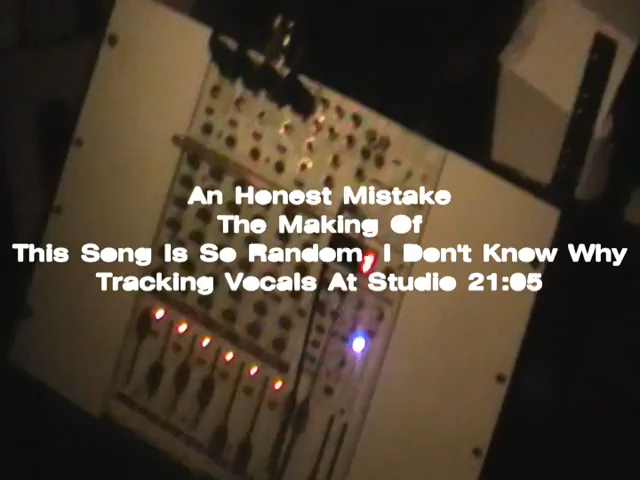 An Honest Mistake
The Making Of
This Song Is So Random, I Don't Know Why
Tracking Vocals At Studio 21:05